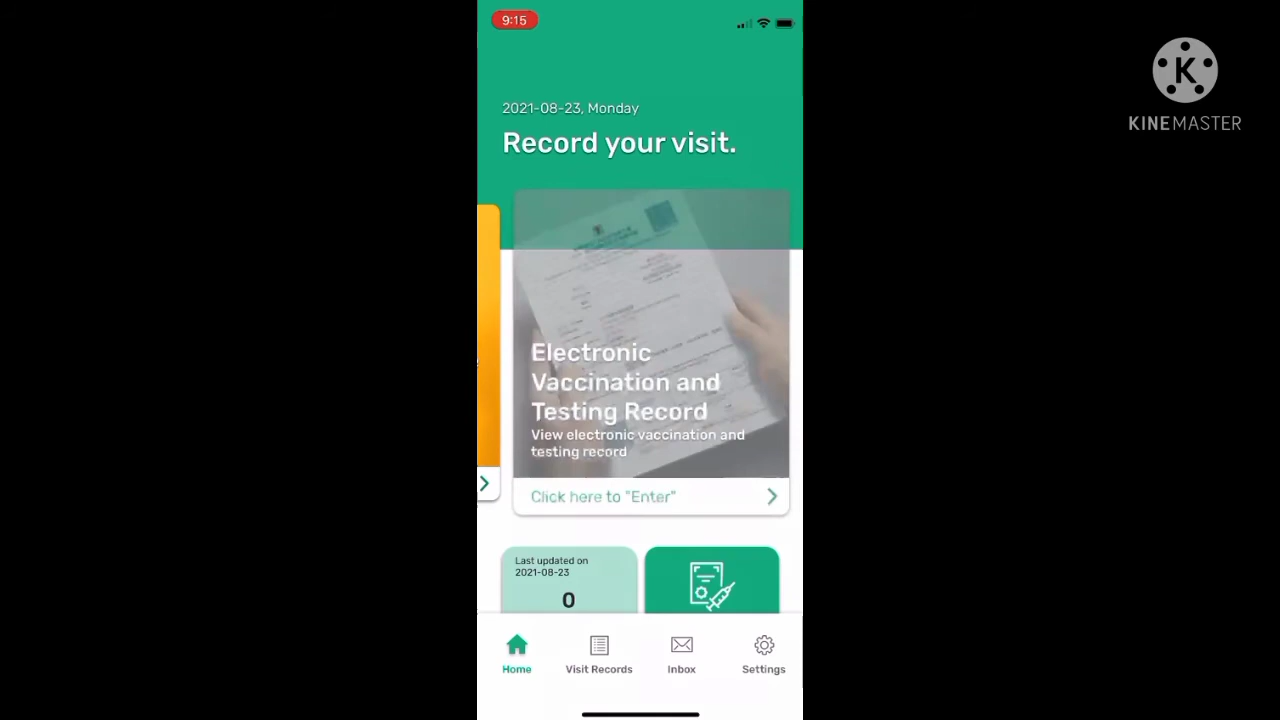 9:15
2021-08-23, Monday
Record your visit.
Electronic
Vaccination and
Testing Record
View electronic vaccination and
testing record
Click here to "Enter"
Last updated on
2021-08-23
0
Home
Visit Records
Inbox
Settings
K
KINEMASTER